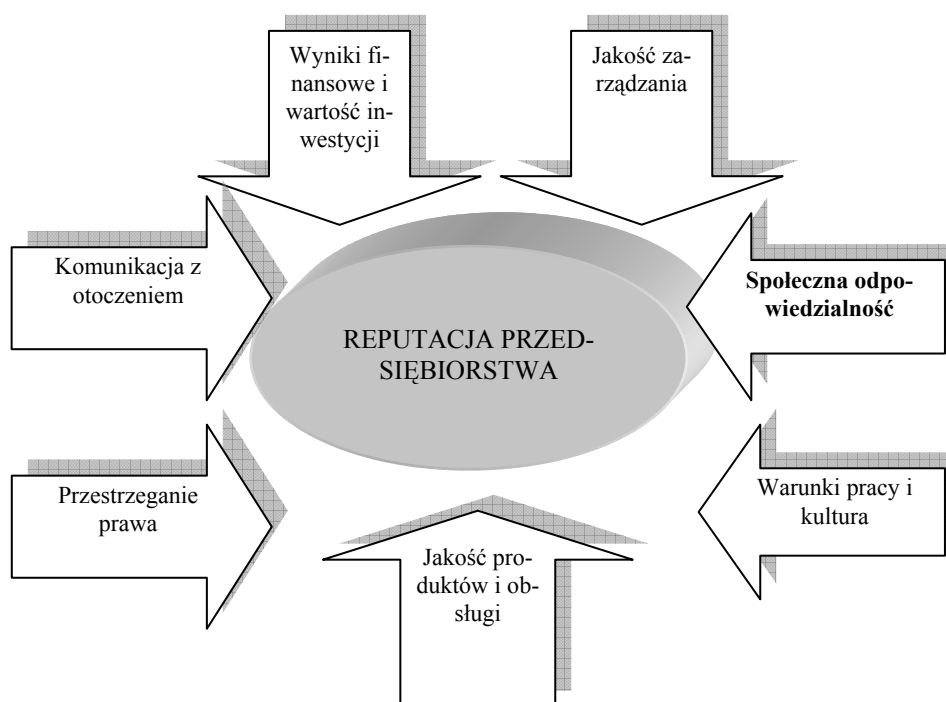 Wyniki fi-
nansowe i
wartość in-
westycji
Jakość za-
rządzania
Komunikacja z
otoczeniem
Społeczna odpo-
wiedzialność
REPUTACJA PRZED-
SIĘBIORSTWA
Przestrzeganie
prawa
Warunki pracy i
kultura
Jakość pro-
duktów i ob-
sługi